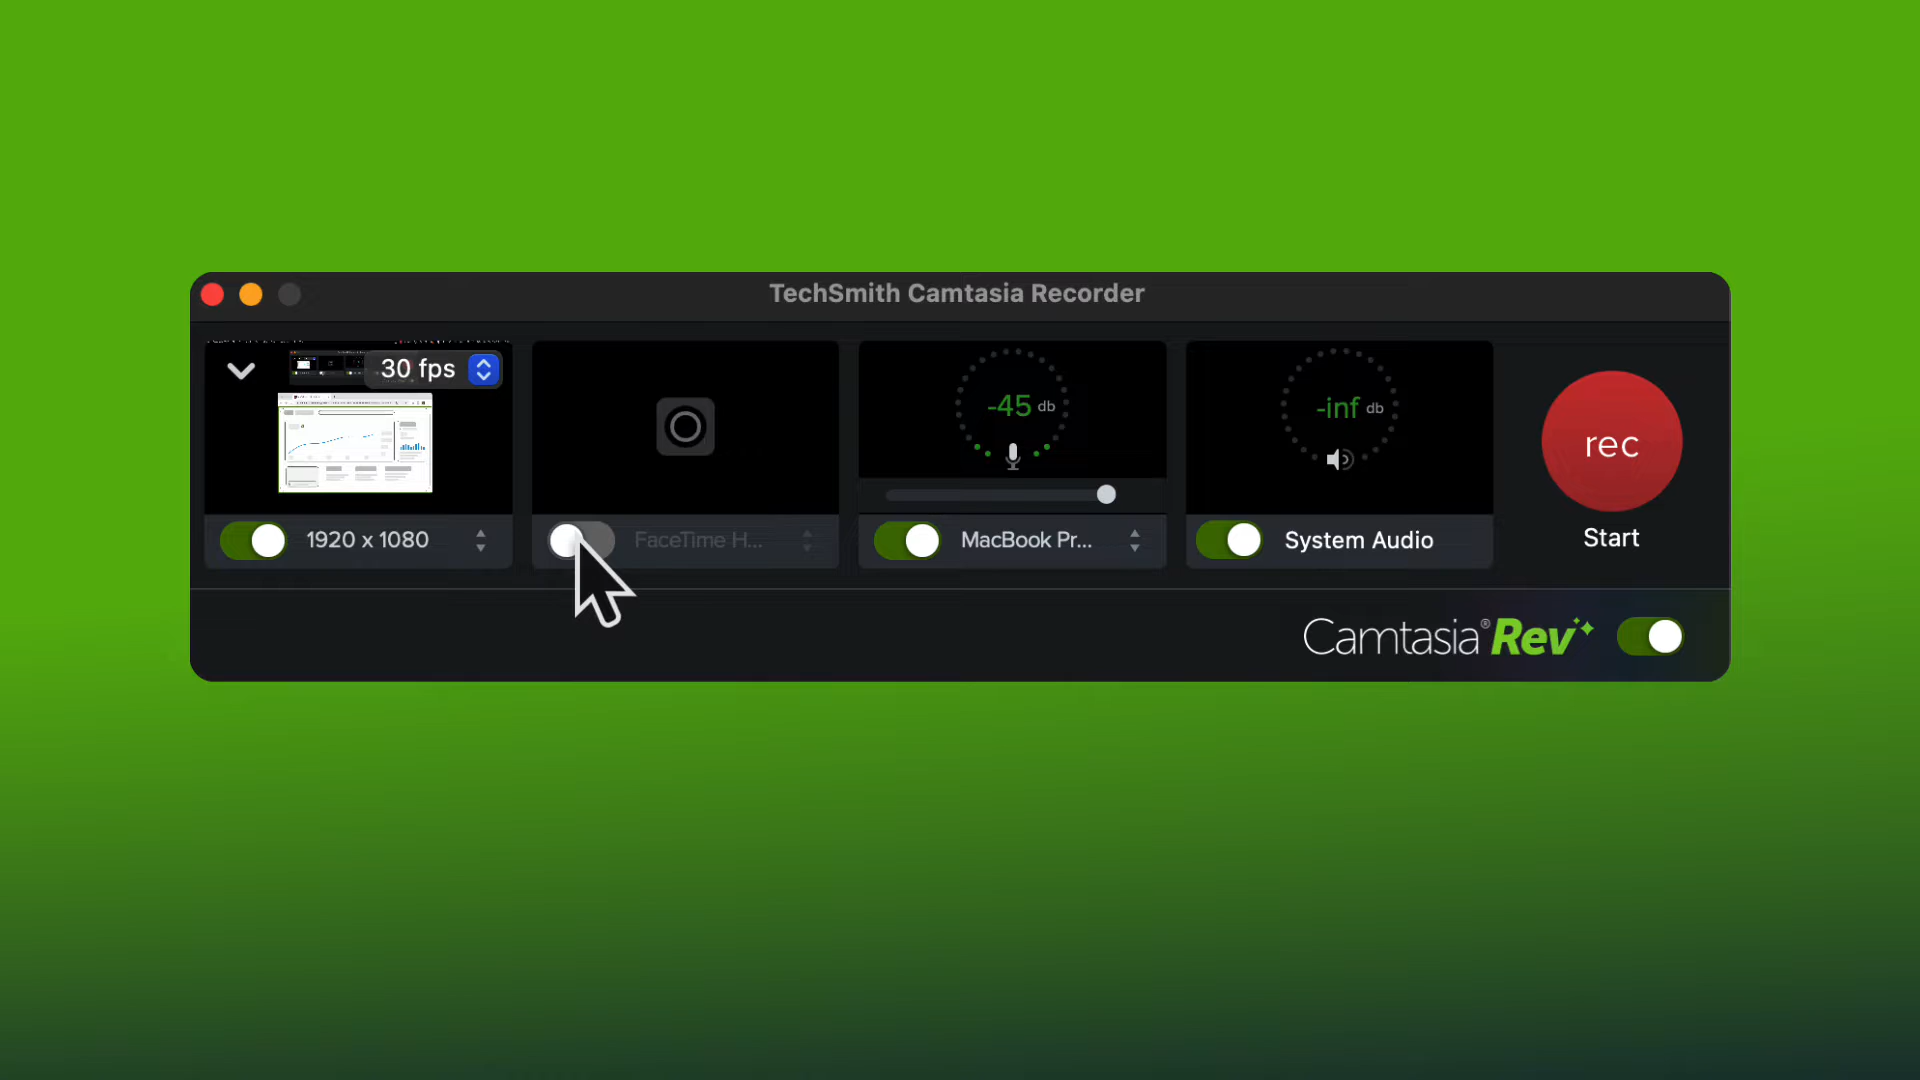 TechSmith Camtasia Recorder
30 fps
-45 db
-inf db
rec
1920 x 1080
FaceTime H...
MacBook Pr...
System Audio
Start
Camtasia® Rev